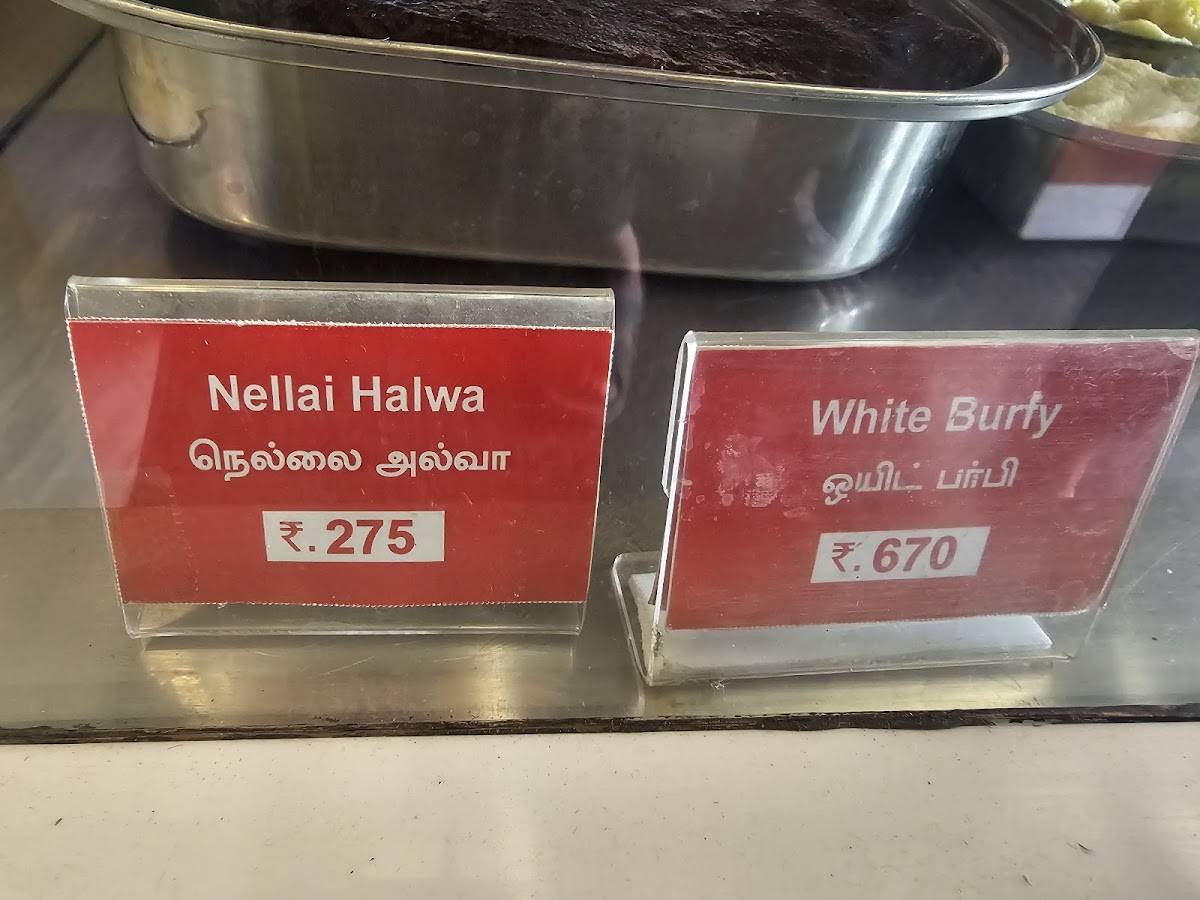 Nellai Halwa
நெல்லை அல்வா
₹. 275
White Burfy
ஒயிட் பர்பி
₹. 670